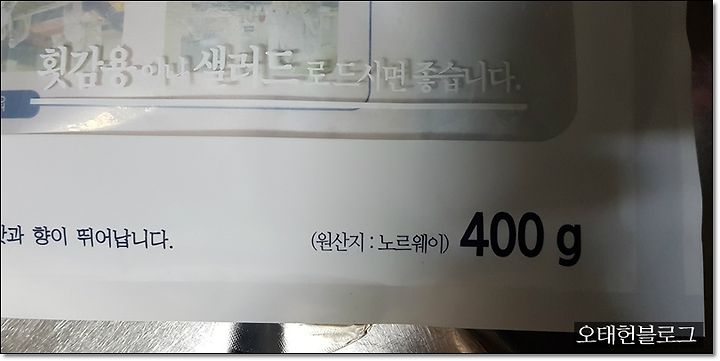 횟감용이나 샐러드로 드시면 좋습니다.
맛과 향이 뛰어납니다.
(원산지 : 노르웨이) 400 g
오태헌블로그